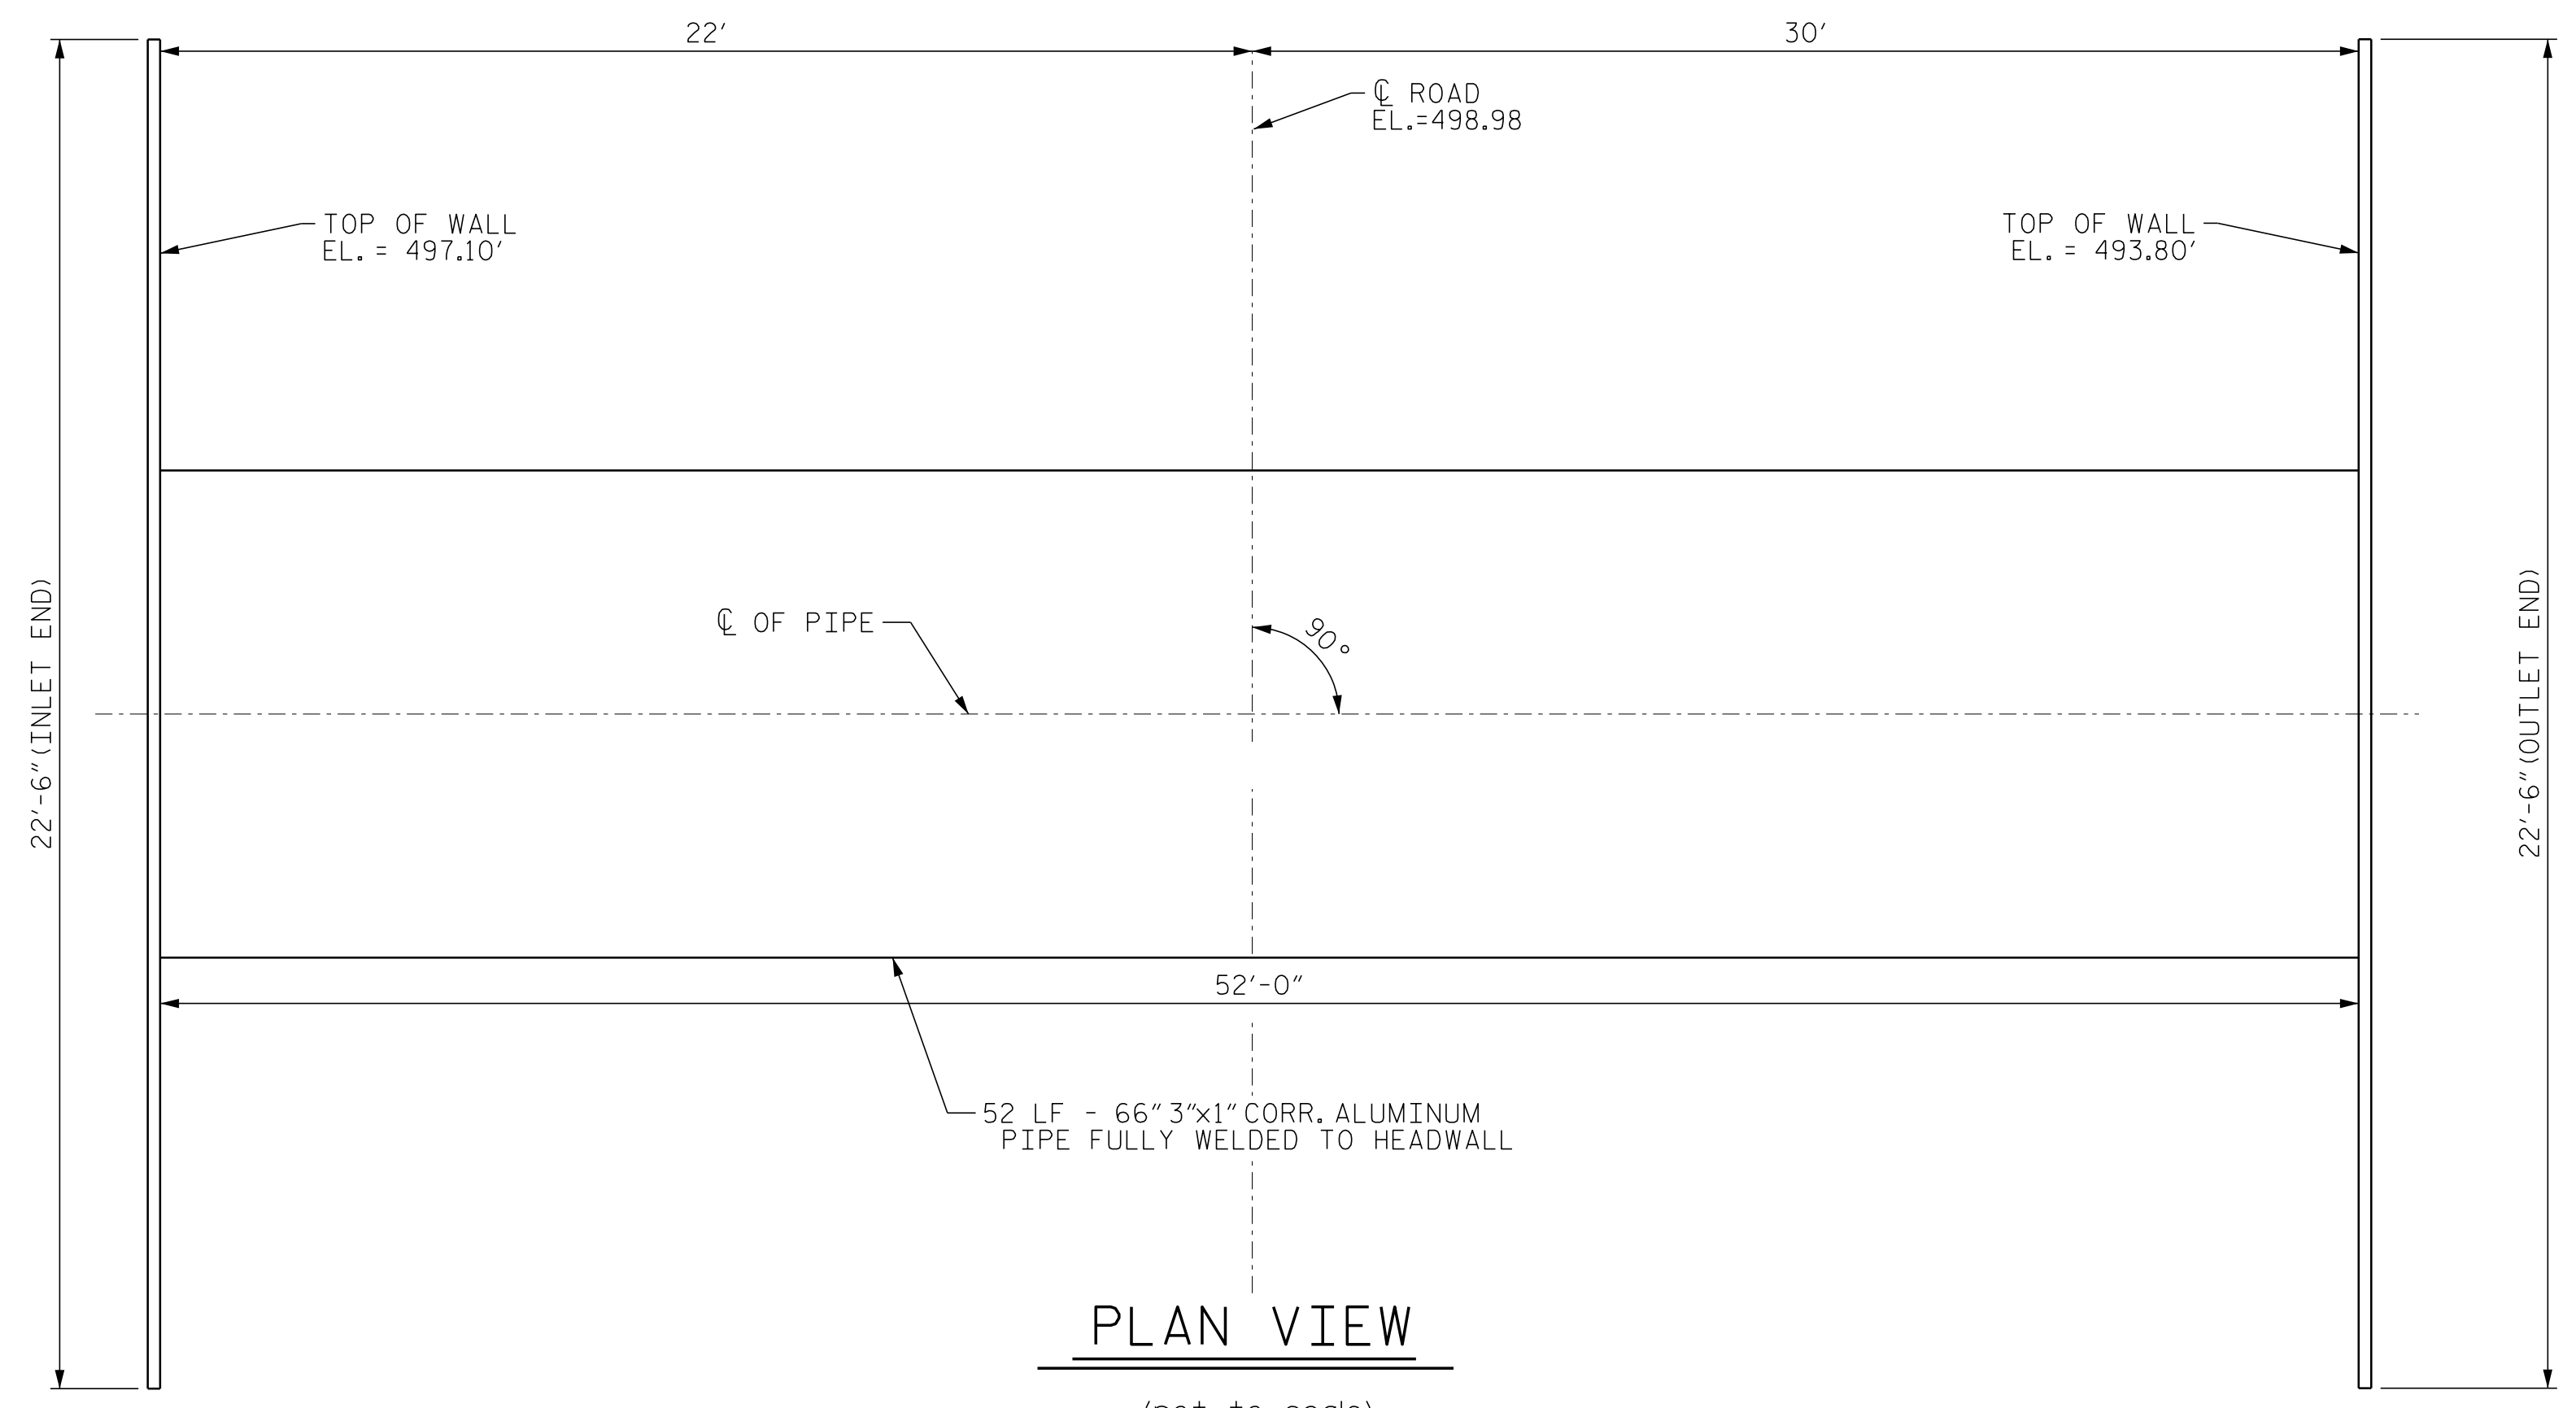 22'
30'
℄ ROAD
EL.=498.98
TOP OF WALL
EL. = 497.10'
TOP OF WALL
EL. = 493.80'
22'-6"(INLET END)
℄ OF PIPE
90°
22'-6"(OUTLET END)
52'-0"
52 LF - 66"3"x1"CORR. ALUMINUM
PIPE FULLY WELDED TO HEADWALL
PLAN VIEW